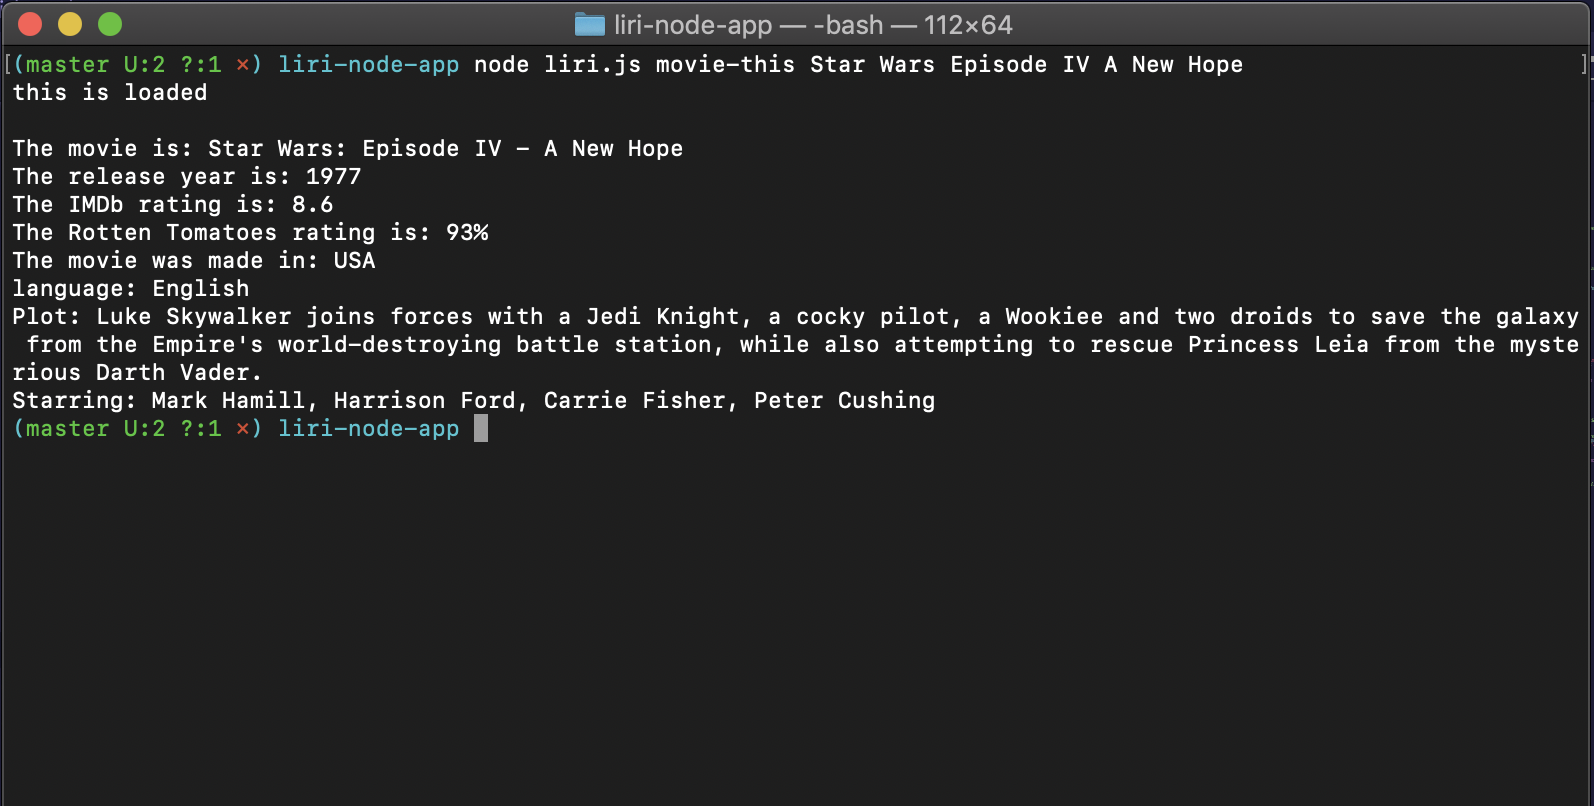 liri-node-app — -bash — 112×64
[(master U:2 ?:1 ×) liri-node-app node liri.js movie-this Star Wars Episode IV A New Hope ]
this is loaded
The movie is: Star Wars: Episode IV - A New Hope
The release year is: 1977
The IMDb rating is: 8.6
The Rotten Tomatoes rating is: 93%
The movie was made in: USA
language: English
Plot: Luke Skywalker joins forces with a Jedi Knight, a cocky pilot, a Wookiee and two droids to save the galaxy
 from the Empire's world-destroying battle station, while also attempting to rescue Princess Leia from the myste
rious Darth Vader.
Starring: Mark Hamill, Harrison Ford, Carrie Fisher, Peter Cushing
(master U:2 ?:1 ×) liri-node-app